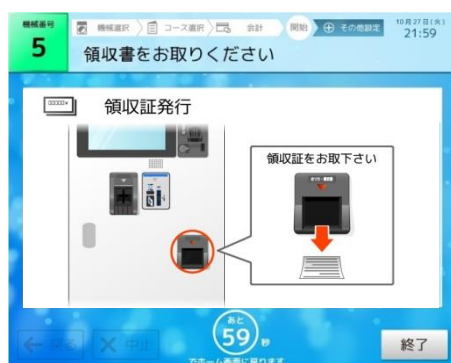 機械番号
5
機械選択
コース選択
会計
開始
その他設定
10月27日(火)
21:59
領収書をお取りください
領収証発行
領収証をお取下さい
戻る
中止
あと
59
秒
でホーム画面に戻ります
終了